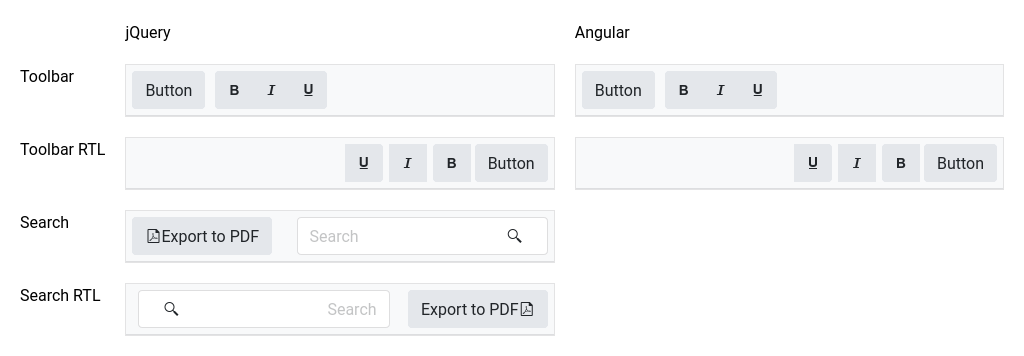 jQuery Angular
Toolbar Button B I U Button B I U
Toolbar RTL U I B Button U I B Button
Search Export to PDF Search
Search RTL Search Export to PDF